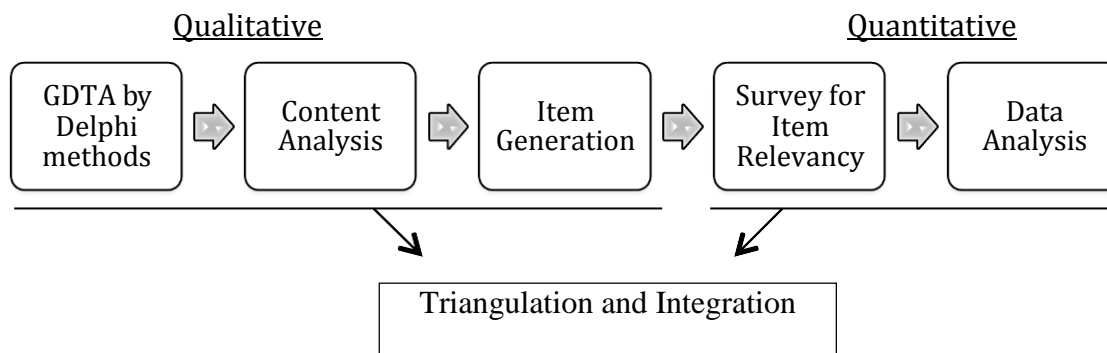 Qualitative
Quantitative
GDTA by
Delphi
methods
Content
Analysis
Item
Generation
Survey for
Item
Relevancy
Data
Analysis
Triangulation and Integration